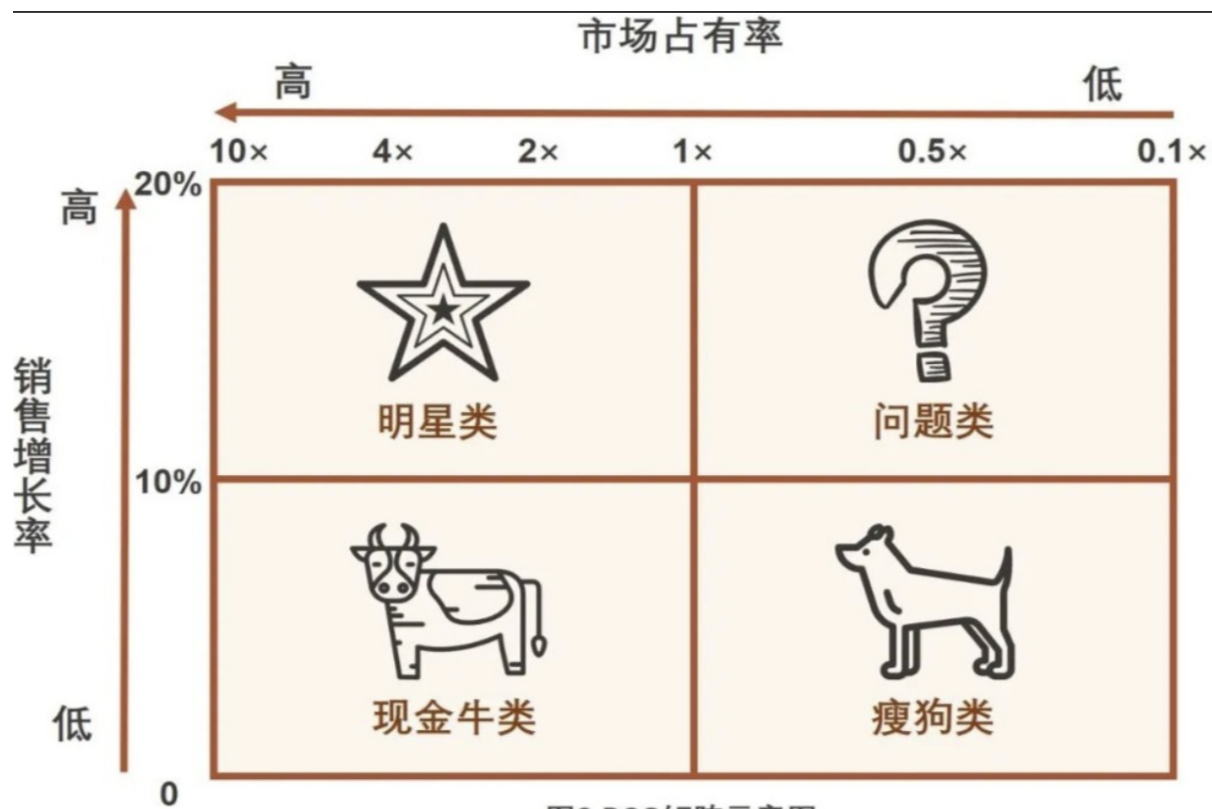 市场占有率
高 低
10× 4× 2× 1× 0.5× 0.1×
20%
高
明星类 问题类
销售增长率
10%
现金牛类 瘦狗类
低
0